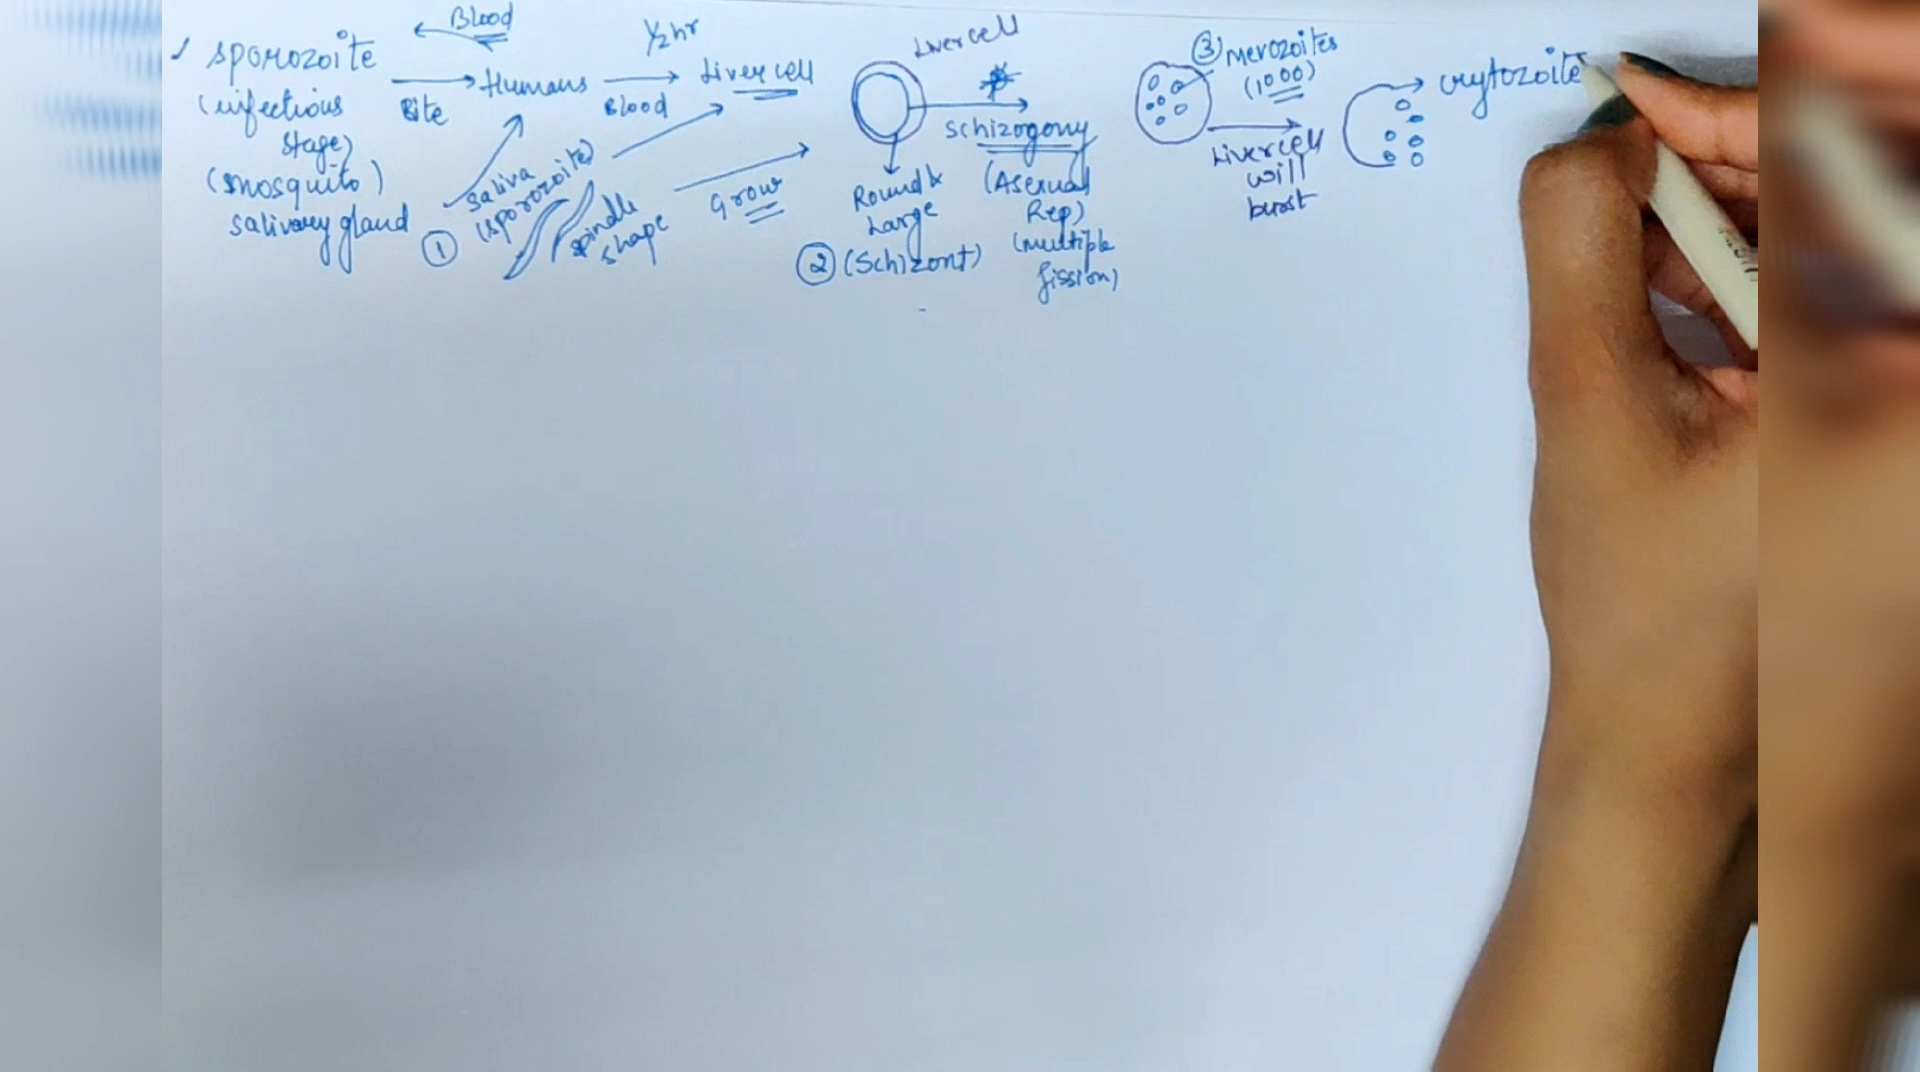 sporozoite
(infectious
stage)
(mosquito)
salivary gland
Blood
Bite
Humans
1/2 hr
Blood
Liver cell
① saliva
(sporozoite)
spindle
shape
Grow
Liver cell
Round &
Large
② (Schizont)
schizogony
(Asexual
Rep)
(multiple
fission)
③ merozoites
(1000)
Liver cell
will
burst
crytozoite